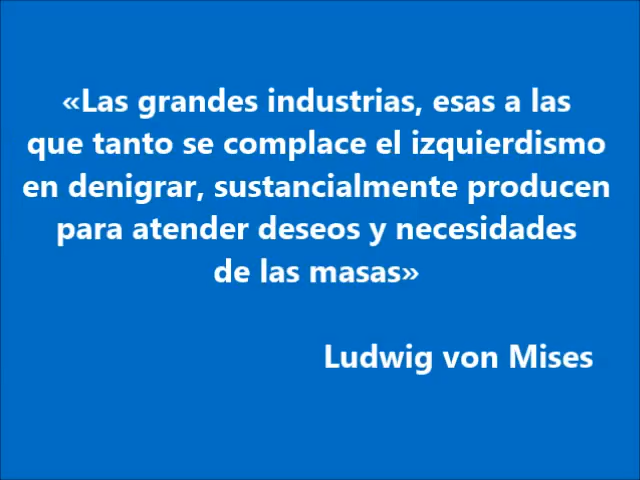 «Las grandes industrias, esas a las
que tanto se complace el izquierdismo
en denigrar, sustancialmente producen
para atender deseos y necesidades
de las masas»
Ludwig von Mises